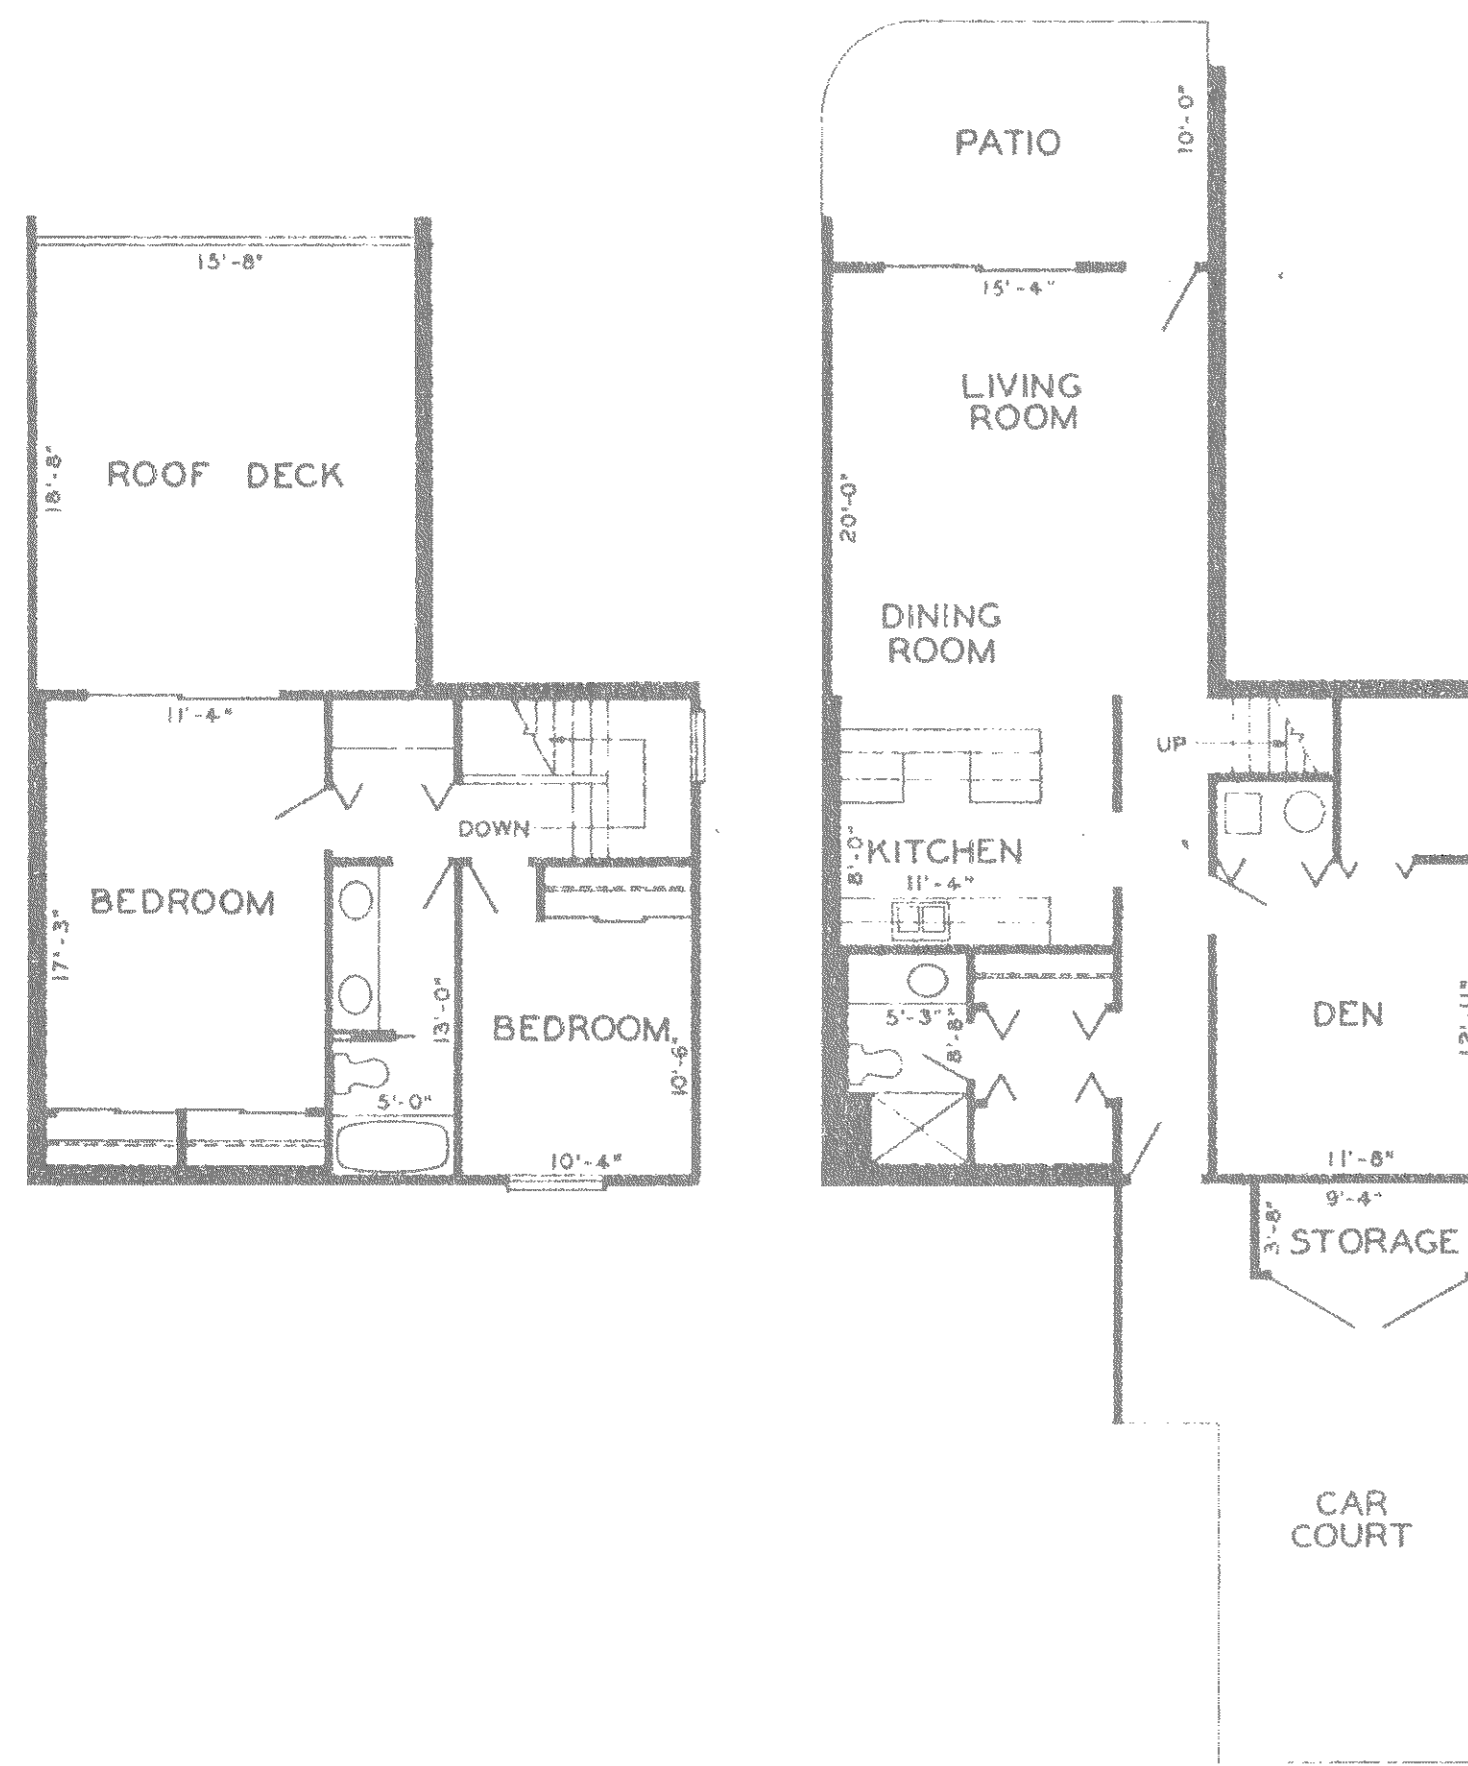 15'-8"
18'-8"
ROOF DECK
11'-4"
DOWN
BEDROOM
17'-3"
13'-0"
BEDROOM
10'-6"
5'-0"
10'-4"
PATIO
10'-0"
15'-4"
LIVING
ROOM
20'-0"
DINING
ROOM
UP
8'-0"
KITCHEN
11'-4"
5'-3"
8'-8"
DEN
11'-8"
9'-4"
3'-8"
STORAGE
CAR
COURT